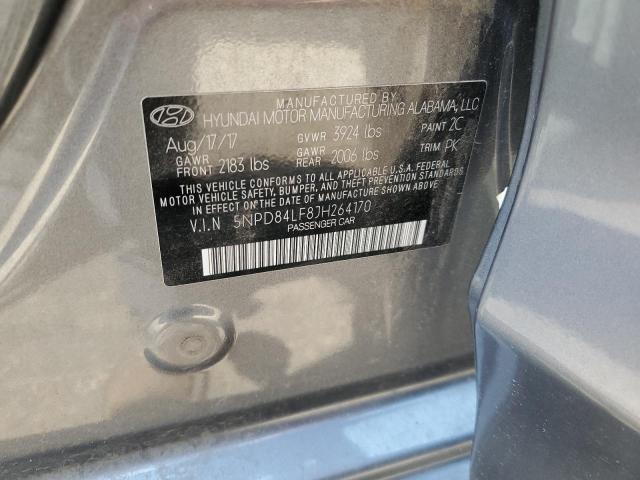 MANUFACTURED BY
HYUNDAI MOTOR MANUFACTURING ALABAMA, LLC
Aug/17/17 GVWR 3924 lbs PAINT 2C
GAWR FRONT 2183 lbs GAWR REAR 2006 lbs TRIM PK
THIS VEHICLE CONFORMS TO ALL APPLICABLE U.S.A. FEDERAL
MOTOR VEHICLE SAFETY, BUMPER, AND THEFT PREVENTION STANDARDS
IN EFFECT ON THE DATE OF MANUFACTURE SHOWN ABOVE.
V.I.N 5NPD84LF8JH264170
PASSENGER CAR